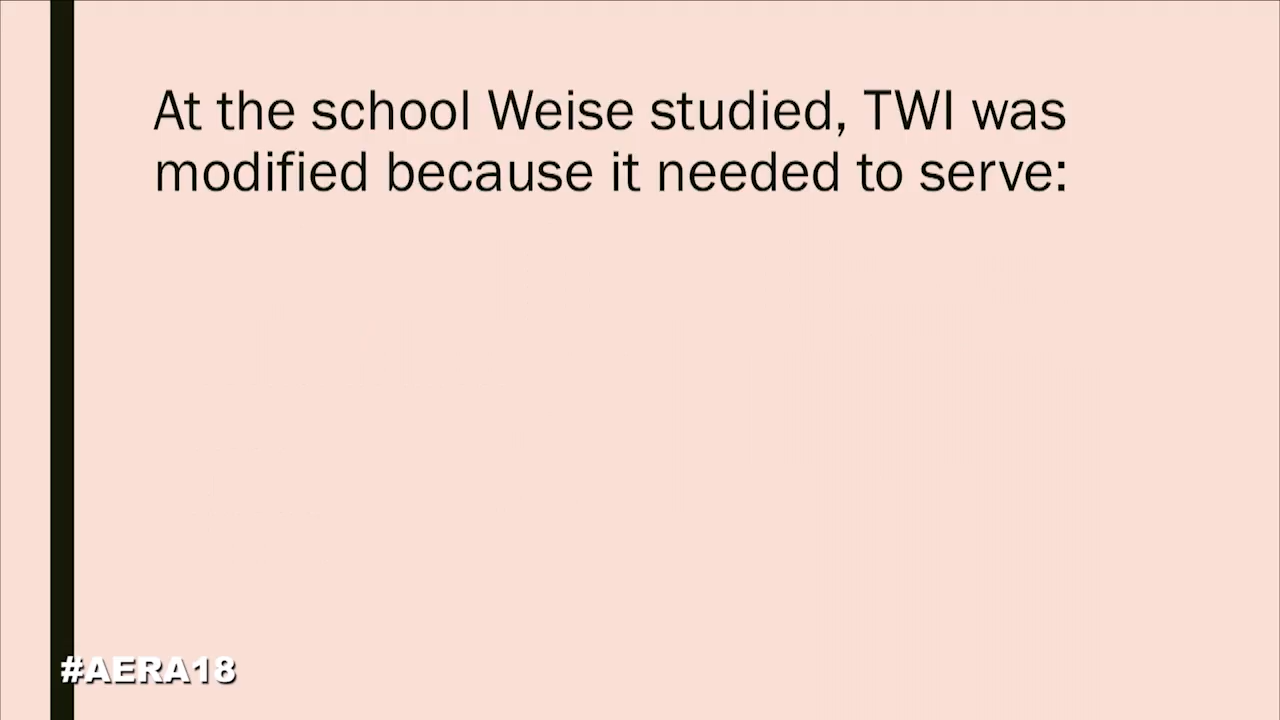 At the school Weise studied, TWI was
modified because it needed to serve:
#AERA18